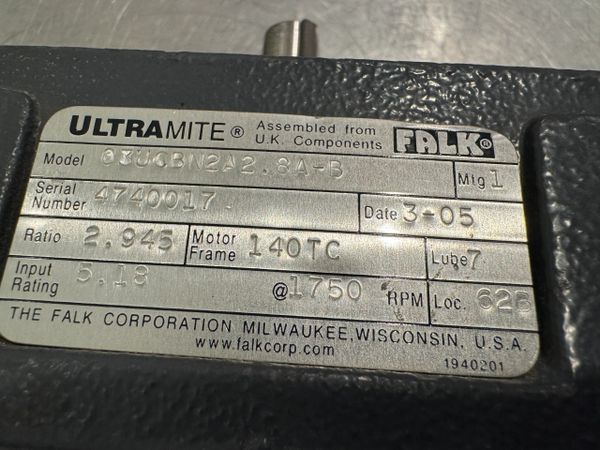 ULTRAMITE® Assembled from U.K. Components FALK®
Model 03UCBN2A2.8A-B Mtg 1
Serial Number 4740017. Date 3-05
Ratio 2.945 Motor Frame 140TC Lube 7
Input Rating 5.18 @1750 RPM Loc. 626
THE FALK CORPORATION MILWAUKEE, WISCONSIN, U.S.A.
www.falkcorp.com
1940201